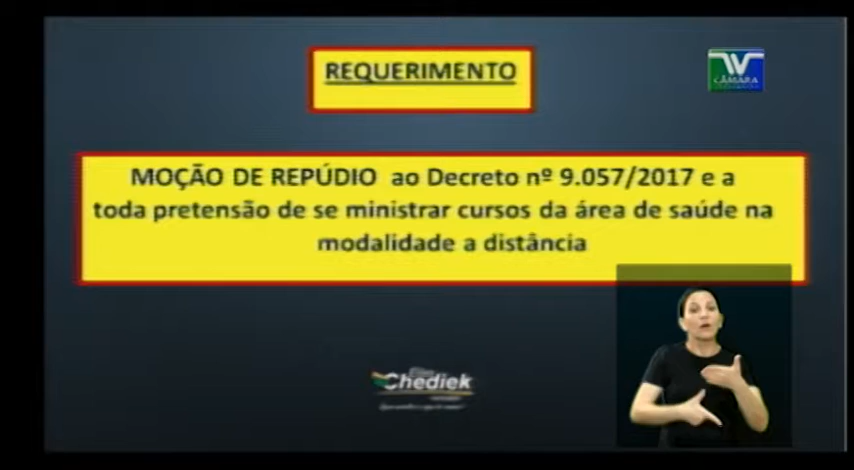 REQUERIMENTO
CÂMARA
MOÇÃO DE REPÚDIO ao Decreto nº 9.057/2017 e a
toda pretensão de se ministrar cursos da área de saúde na
modalidade a distância
Chediek